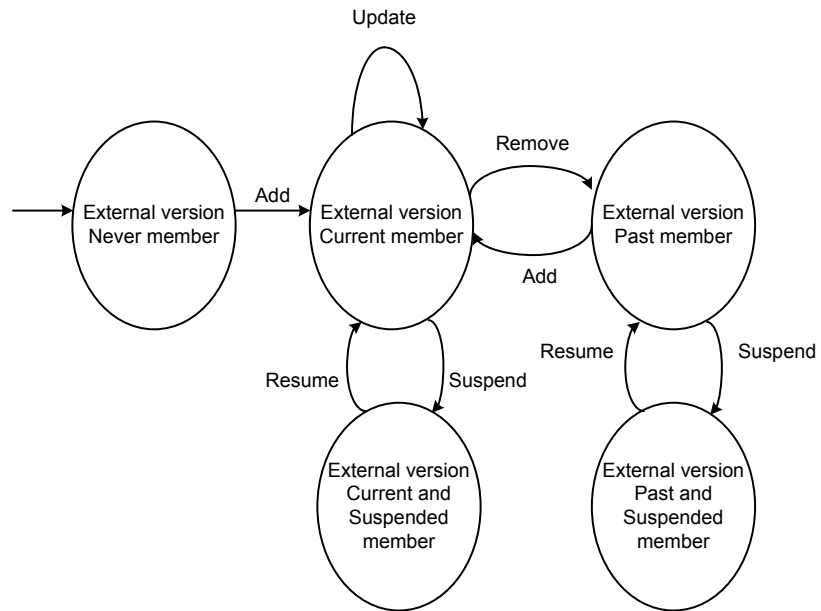 Update
Remove
Add
External version
Never member
External version
Current member
External version
Past member
Add
Resume
Suspend
Resume
Suspend
External version
Current and
Suspended
member
External version
Past and
Suspended
member